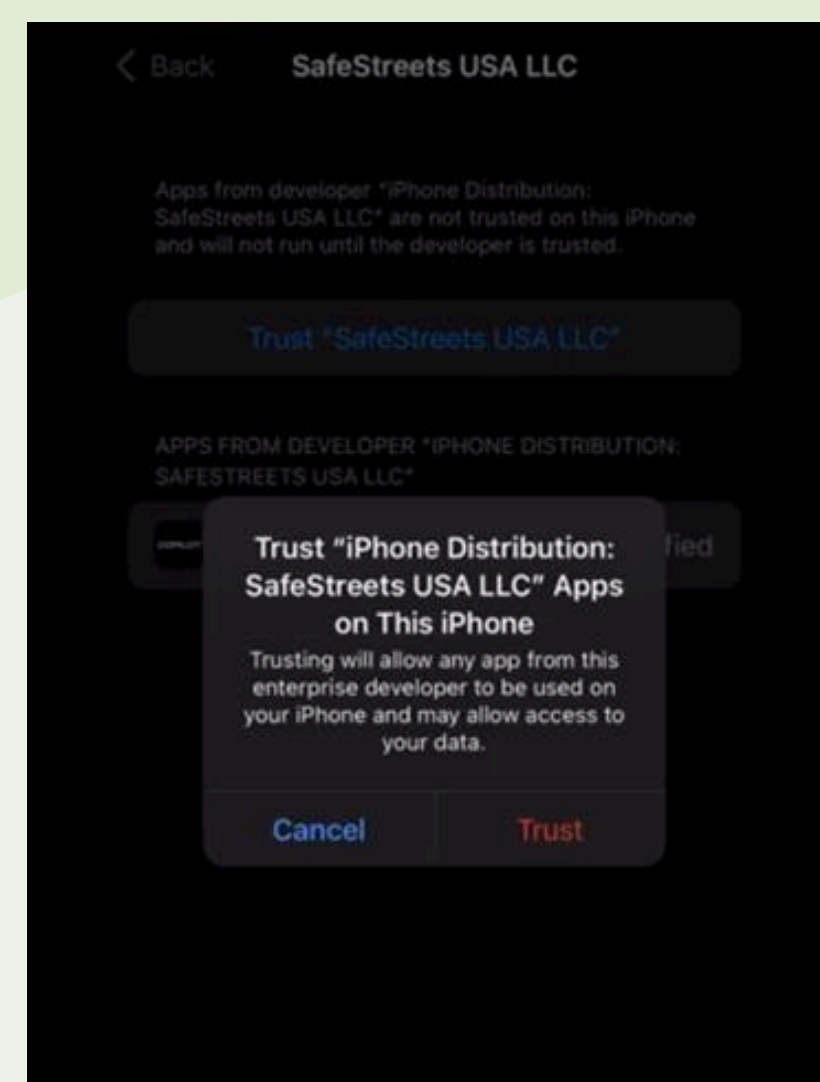 Back
SafeStreets USA LLC
Apps from developer "iPhone Distribution:
SafeStreets USA LLC" are not trusted on this iPhone
and will not run until the developer is trusted.
Trust "SafeStreets USA LLC"
APPS FROM DEVELOPER "IPHONE DISTRIBUTION:
SAFESTREETS USA LLC"
fied
Trust "iPhone Distribution:
SafeStreets USA LLC" Apps
on This iPhone
Trusting will allow any app from this
enterprise developer to be used on
your iPhone and may allow access to
your data.
Cancel
Trust